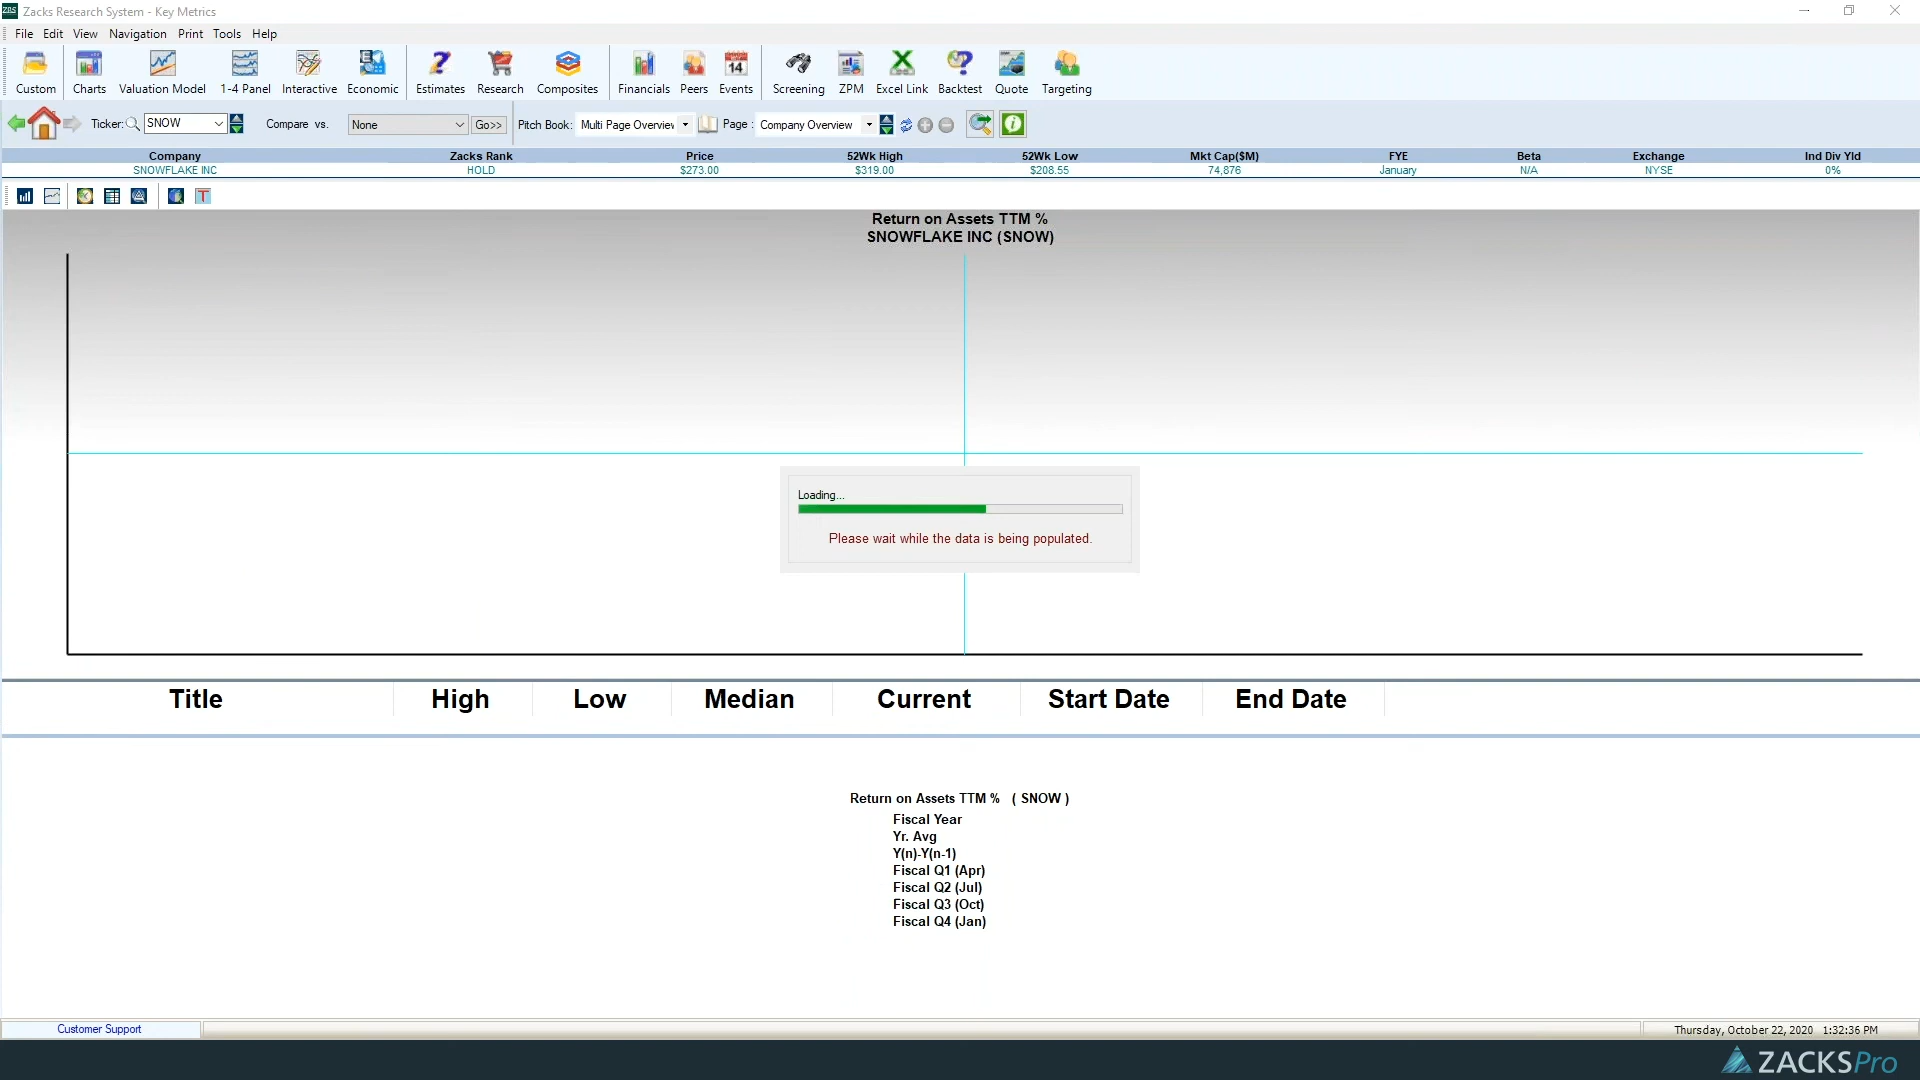 ZRS Zacks Research System - Key Metrics
File Edit View Navigation Print Tools Help
14
Custom Charts Valuation Model 1-4 Panel Interactive Economic Estimates Research Composites Financials Peers Events Screening ZPM Excel Link Backtest Quote Targeting
Ticker: SNOW Compare vs. None Go>> Pitch Book: Multi Page Overview Page : Company Overview
Company Zacks Rank Price 52Wk High 52Wk Low Mkt Cap($M) FYE Beta Exchange Ind Div Yld
SNOWFLAKE INC HOLD $273.00 $319.00 $208.55 74,876 January N/A NYSE 0%
T
Return on Assets TTM %
SNOWFLAKE INC (SNOW)
Loading...
Please wait while the data is being populated.
Title High Low Median Current Start Date End Date
Return on Assets TTM % ( SNOW )
Fiscal Year
Yr. Avg
Y(n)-Y(n-1)
Fiscal Q1 (Apr)
Fiscal Q2 (Jul)
Fiscal Q3 (Oct)
Fiscal Q4 (Jan)
Customer Support Thursday, October 22, 2020 1:32:36 PM
ZACKSPro